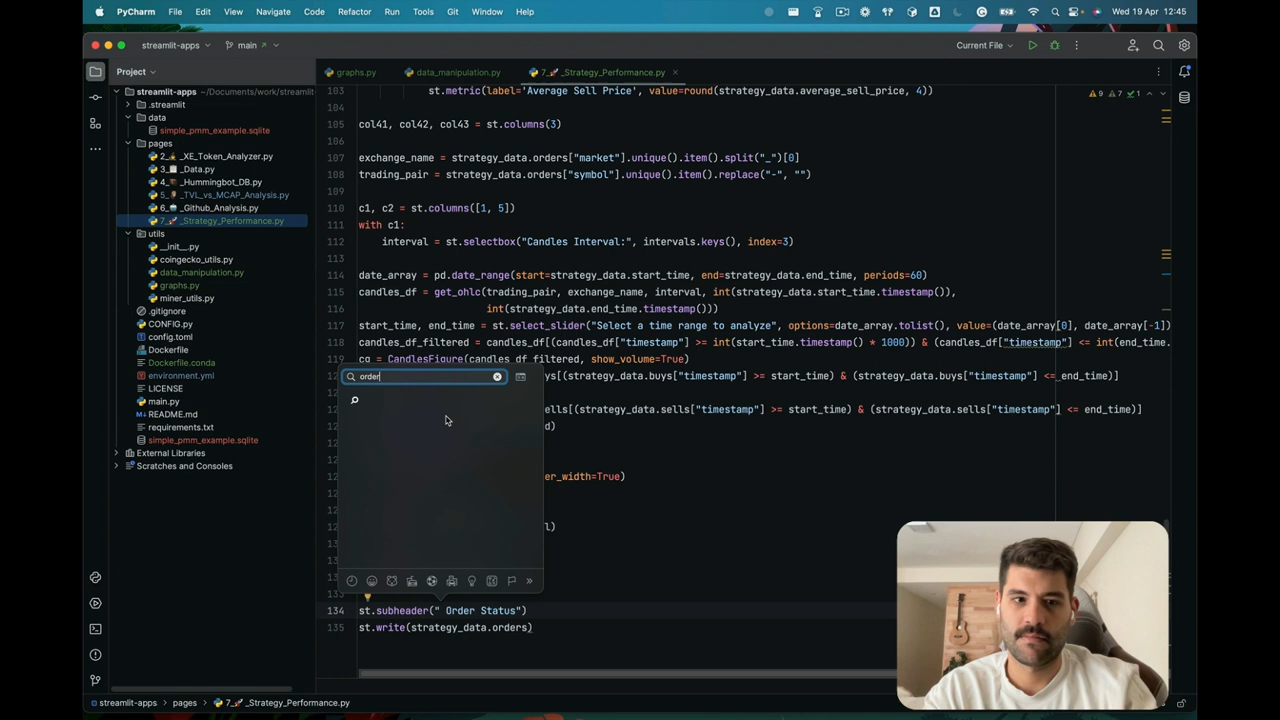 PyCharm File Edit View Navigate Code Refactor Run Tools Git Window Help Wed 19 Apr 12:45
streamlit-apps main Current File
Project graphs.py data_manipulation.py 7_🚀_Strategy_Performance.py
streamlit-apps ~/Documents/work/streamlit
.streamlit
data
simple_pmm_example.sqlite
pages
_XE_Token_Analyzer.py
_Data.py
_Hummingbot_DB.py
_TVL_vs_MCAP_Analysis.py
_Github_Analysis.py
7_🚀_Strategy_Performance.py
utils
__init__.py
coingecko_utils.py
data_manipulation.py
graphs.py
miner_utils.py
.gitignore
CONFIG.py
config.toml
Dockerfile
Dockerfile.conda
environment.yml
LICENSE
main.py
README.md
requirements.txt
simple_pmm_example.sqlite
External Libraries
Scratches and Consoles
9 7 1
103 st.metric(label='Average Sell Price', value=round(strategy_data.average_sell_price, 4))
104
105 col41, col42, col43 = st.columns(3)
106
107 exchange_name = strategy_data.orders["market"].unique().item().split("_")[0]
108 trading_pair = strategy_data.orders["symbol"].unique().item().replace("-", "")
109
110 c1, c2 = st.columns([1, 5])
111 with c1:
112 interval = st.selectbox("Candles Interval:", intervals.keys(), index=3)
113
114 date_array = pd.date_range(start=strategy_data.start_time, end=strategy_data.end_time, periods=60)
115 candles_df = get_ohlc(trading_pair, exchange_name, interval, int(strategy_data.start_time.timestamp()),
116 int(strategy_data.end_time.timestamp()))
117 start_time, end_time = st.select_slider("Select a time range to analyze", options=date_array.tolist(), value=(date_array[0], date_array[-1])
118 candles_df_filtered = candles_df[(candles_df["timestamp"] >= int(start_time.timestamp() * 1000)) & (candles_df["timestamp"] <= int(end_time.
119 cg = CandlesFigure(candles_df_filtered, show_volume=True)
order
ys[(strategy_data.buys["timestamp"] >= start_time) & (strategy_data.buys["timestamp"] <= end_time)]
ells[(strategy_data.sells["timestamp"] >= start_time) & (strategy_data.sells["timestamp"] <= end_time)]
d)
er_width=True)
l)
134 st.subheader(" Order Status")
135 st.write(strategy_data.orders)
streamlit-apps pages 7_🚀_Strategy_Performance.py